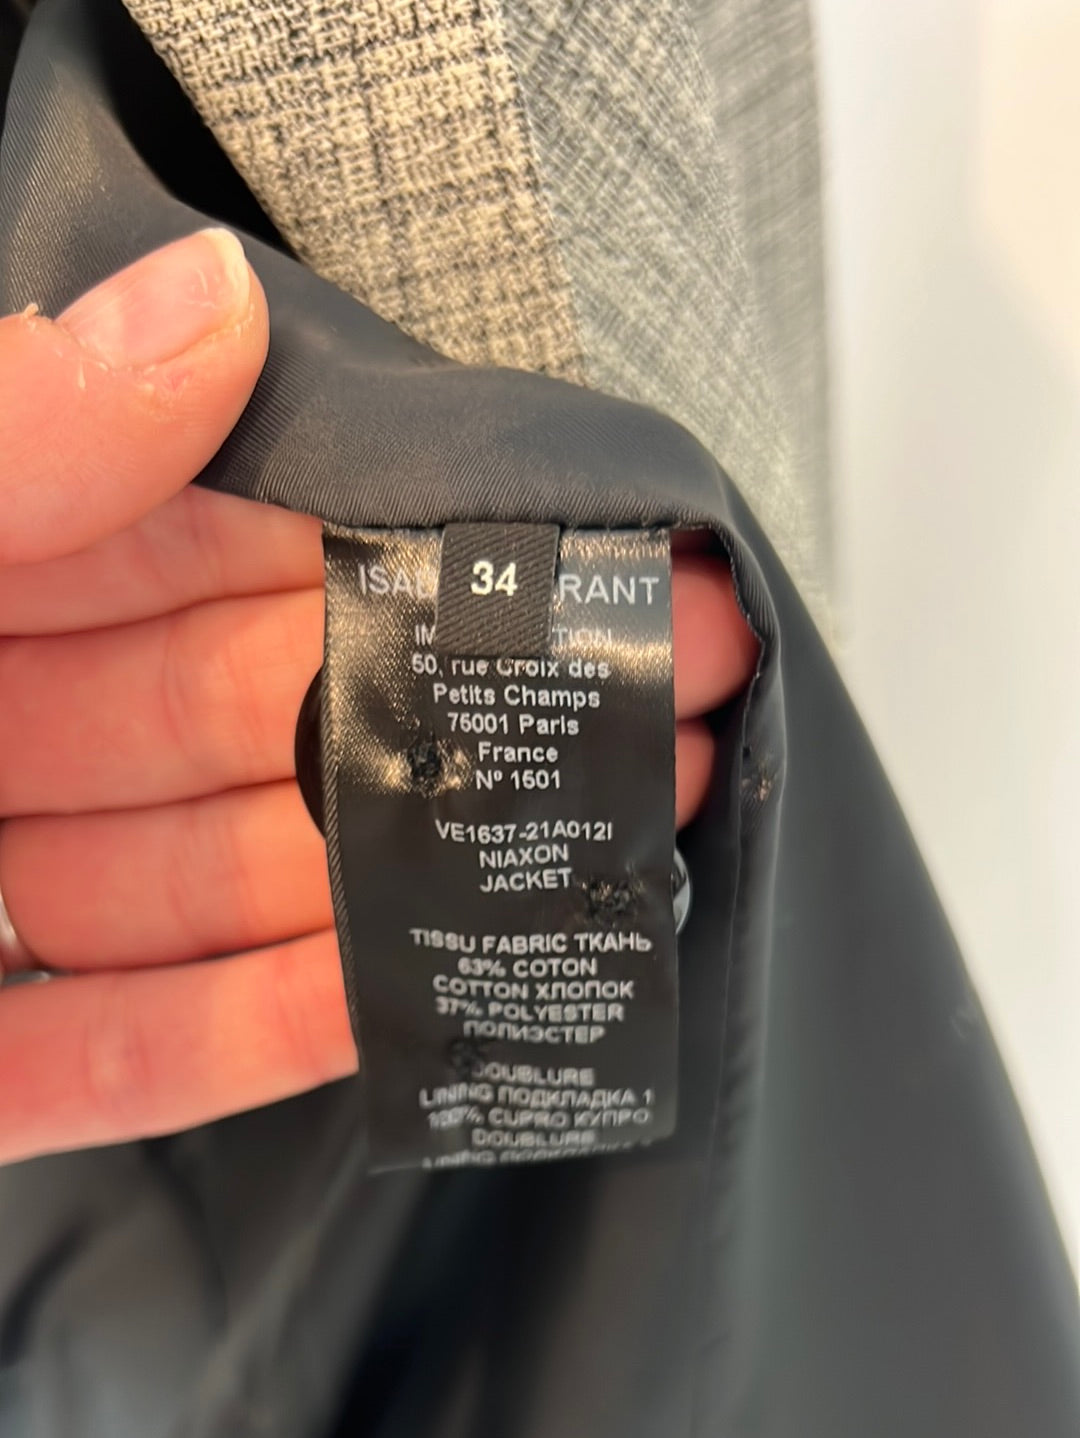 34
RANT
50, rue Croix des
Petits Champs
75001 Paris
France
Nº 1501
VE1637-21A012I
NIAXON
JACKET
TISSU FABRIC ТКАНЬ
63% COTON
COTTON ХЛОПОК
37% POLYESTER
ПОЛИЭСТЕР
DOUBLURE
LINING ПОДКЛАДКА 1
100% CUPRO КУПРО
DOUBLURE